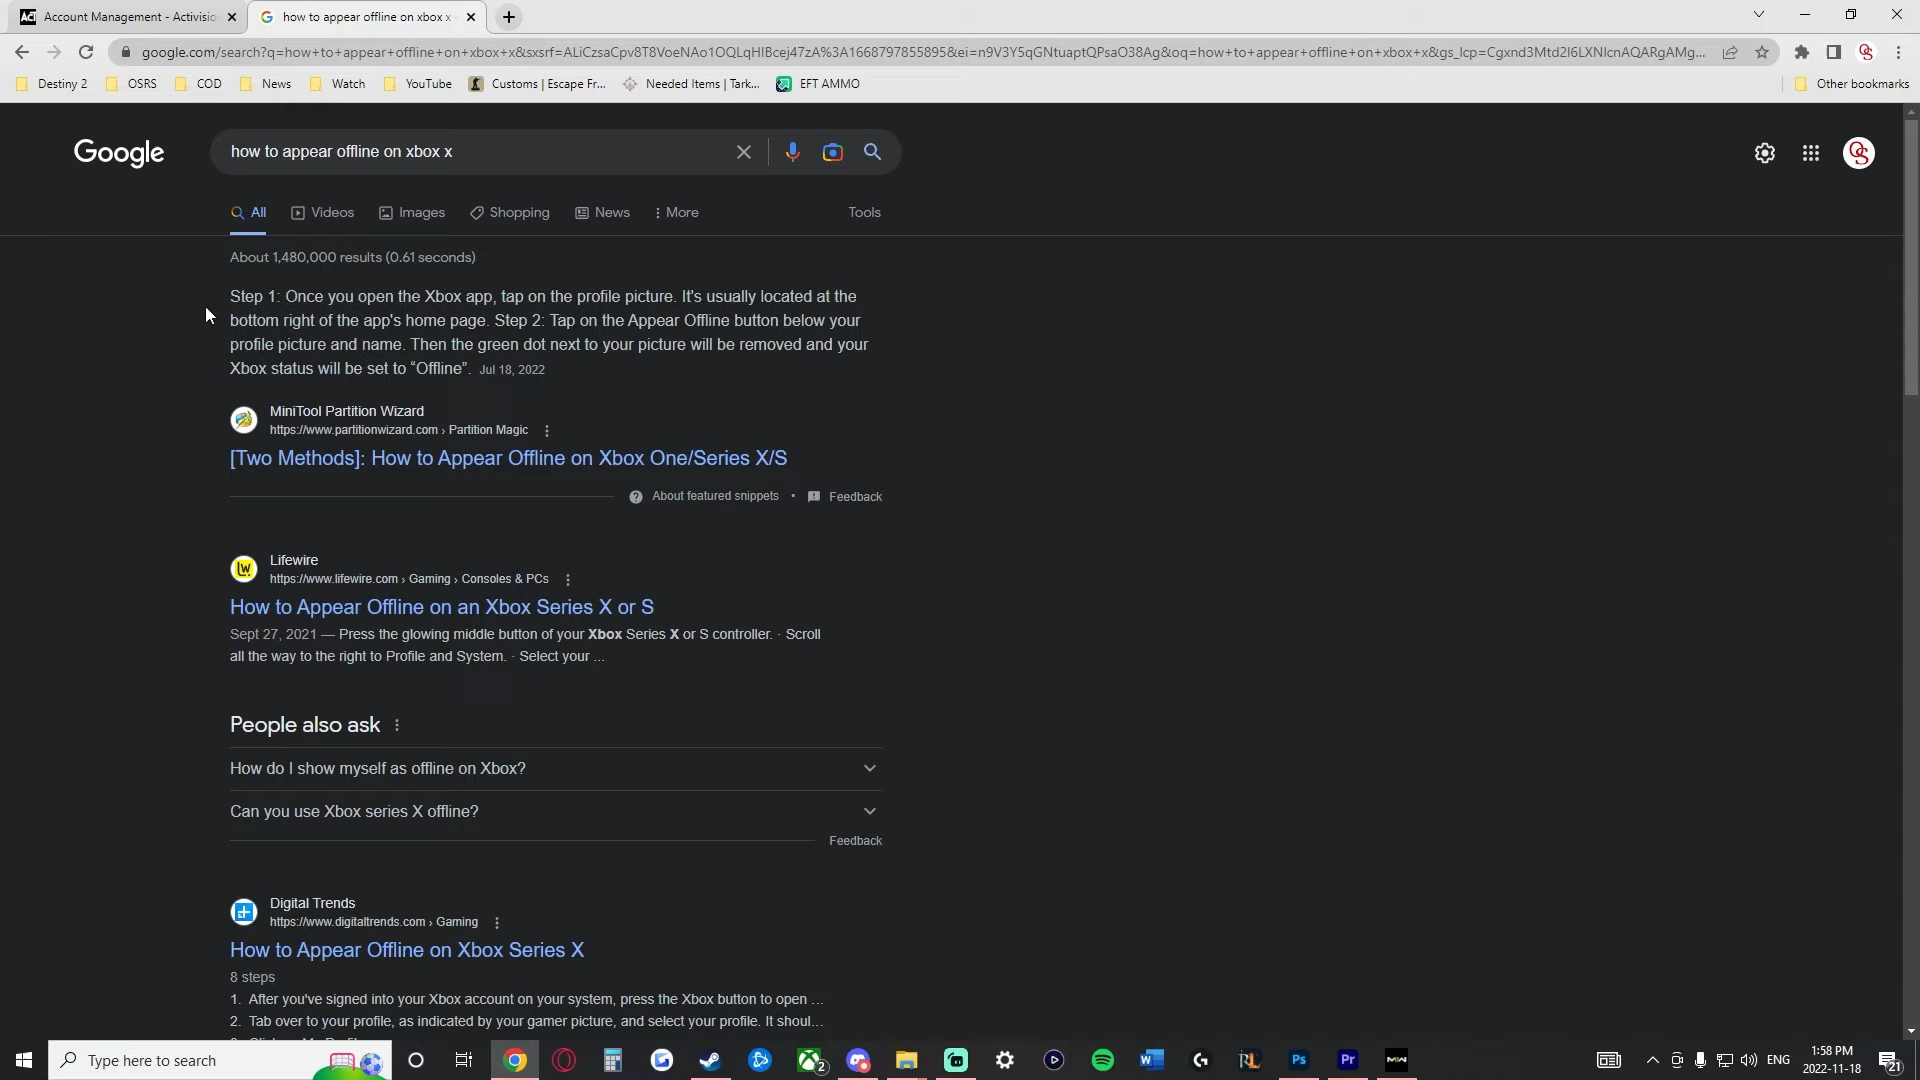 Account Management - Activisio
how to appear offline on xbox x -
google.com/search?q=how+to+appear+offline+on+xbox+x&sxsrf=ALiCzsaCpv8T8VoeNAo1OQLqHIBcej47zA%3A1668797855895&ei=n9V3Y5qGNtuaptQPsaO38Ag&oq=how+to+appear+offline+on+xbox+x&gs_lcp=Cgxnd3Mtd2l6LXNlcnAQARgAMg...
Destiny 2 OSRS COD News Watch YouTube Customs | Escape Fr... Needed Items | Tark... EFT AMMO Other bookmarks
Google how to appear offline on xbox x
All Videos Images Shopping News More Tools
About 1,480,000 results (0.61 seconds)
Step 1: Once you open the Xbox app, tap on the profile picture. It's usually located at the
bottom right of the app's home page. Step 2: Tap on the Appear Offline button below your
profile picture and name. Then the green dot next to your picture will be removed and your
Xbox status will be set to “Offline”. Jul 18, 2022
MiniTool Partition Wizard
https://www.partitionwizard.com › Partition Magic
[Two Methods]: How to Appear Offline on Xbox One/Series X/S
About featured snippets • Feedback
Lifewire
https://www.lifewire.com › Gaming › Consoles & PCs
How to Appear Offline on an Xbox Series X or S
Sept 27, 2021 — Press the glowing middle button of your Xbox Series X or S controller. · Scroll
all the way to the right to Profile and System. · Select your ...
People also ask
How do I show myself as offline on Xbox?
Can you use Xbox series X offline?
Feedback
Digital Trends
https://www.digitaltrends.com › Gaming
How to Appear Offline on Xbox Series X
8 steps
1. After you've signed into your Xbox account on your system, press the Xbox button to open ...
2. Tab over to your profile, as indicated by your gamer picture, and select your profile. It shoul...
Type here to search
ENG
1:58 PM
2022-11-18
21